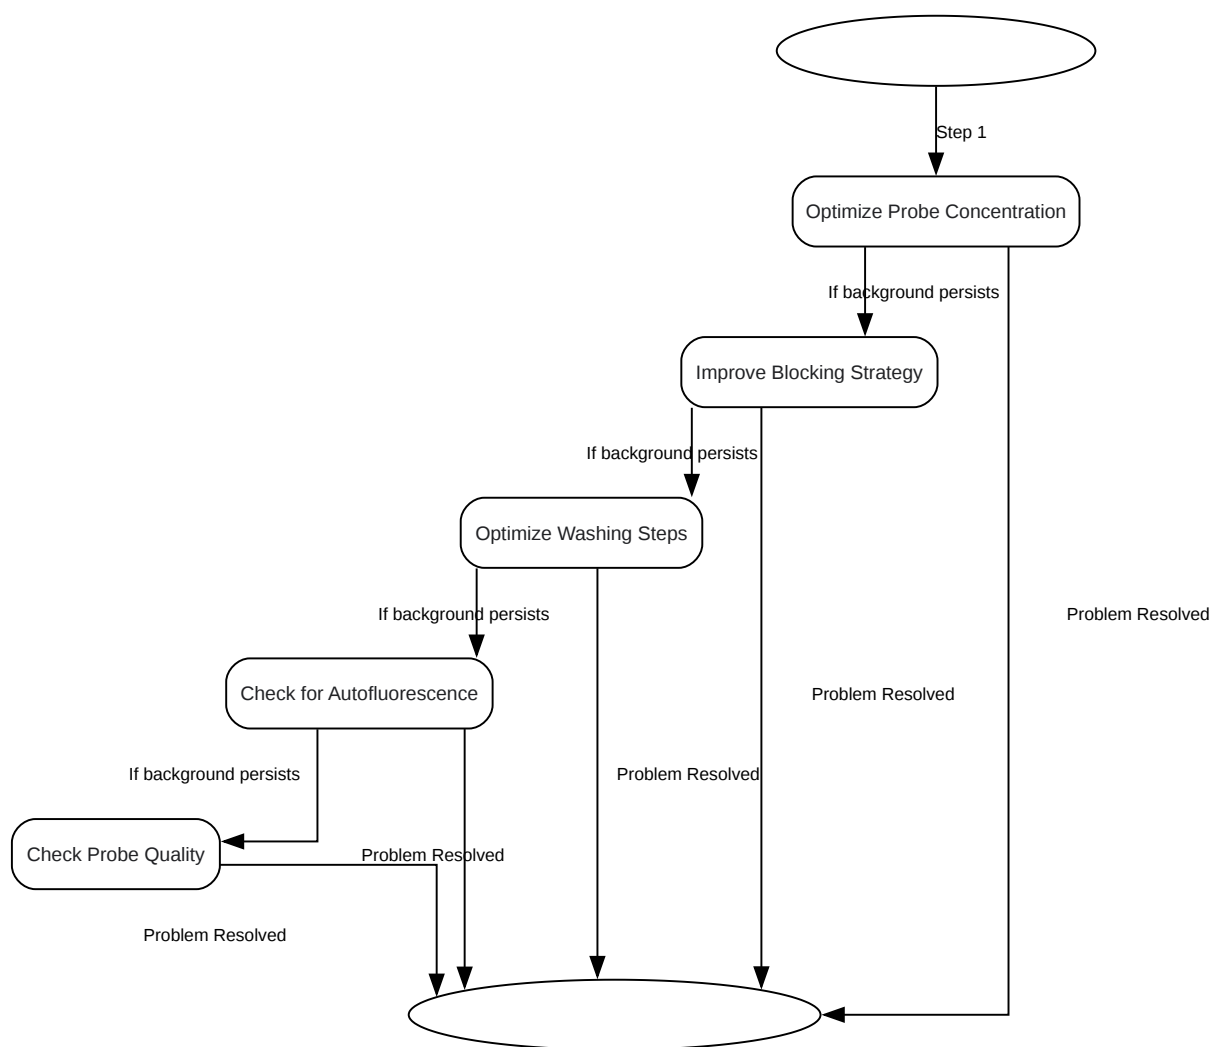 Step 1
Optimize Probe Concentration
If background persists
Improve Blocking Strategy
If background persists
Optimize Washing Steps
If background persists
Problem Resolved
Check for Autofluorescence
Problem Resolved
If background persists
Problem Resolved
Check Probe Quality
Problem Resolved
Problem Resolved